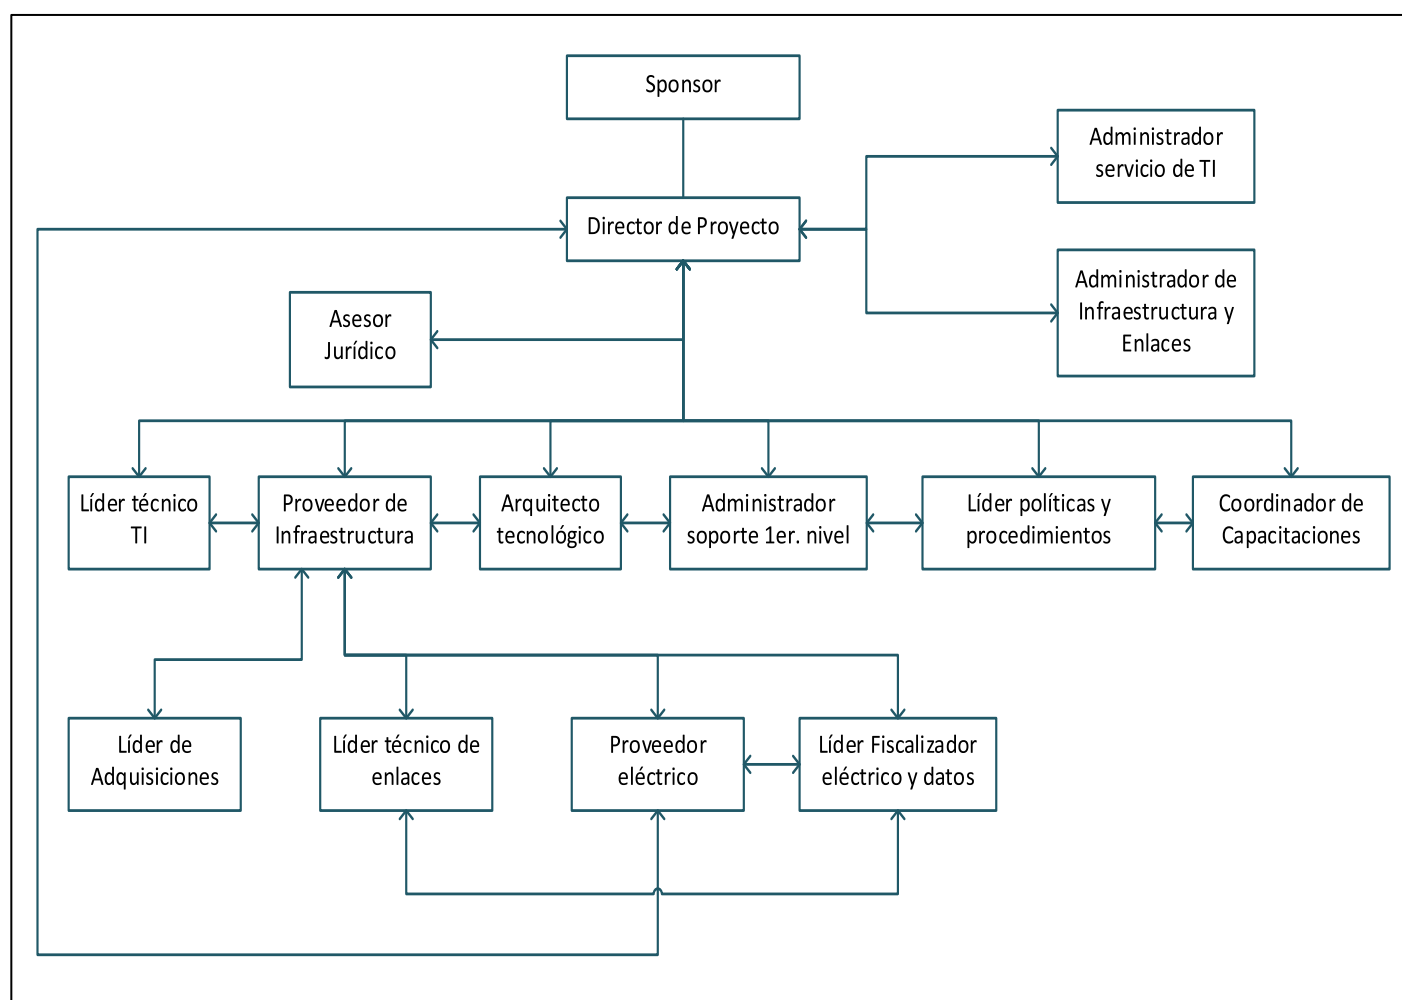 Sponsor
Administrador
servicio de TI
Director de Proyecto
Administrador de
Infraestructura y
Enlaces
Asesor
Jurídico
Líder técnico
TI
Proveedor de
Infraestructura
Arquitecto
tecnológico
Administrador
soporte 1er. nivel
Líder políticas y
procedimientos
Coordinador de
Capacitaciones
Líder de
Adquisiciones
Líder técnico de
enlaces
Proveedor
eléctrico
Líder Fiscalizador
eléctrico y datos